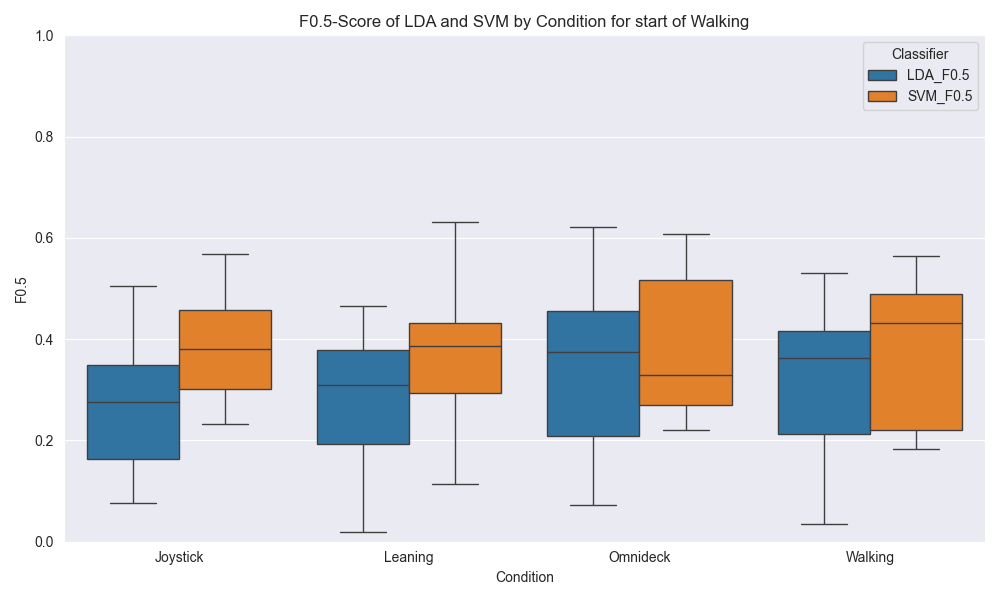 F0.5-Score of LDA and SVM by Condition for start of Walking
Classifier
LDA_F0.5
SVM_F0.5
F0.5
1.0
0.8
0.6
0.4
0.2
0.0
Joystick Leaning Omnideck Walking
Condition